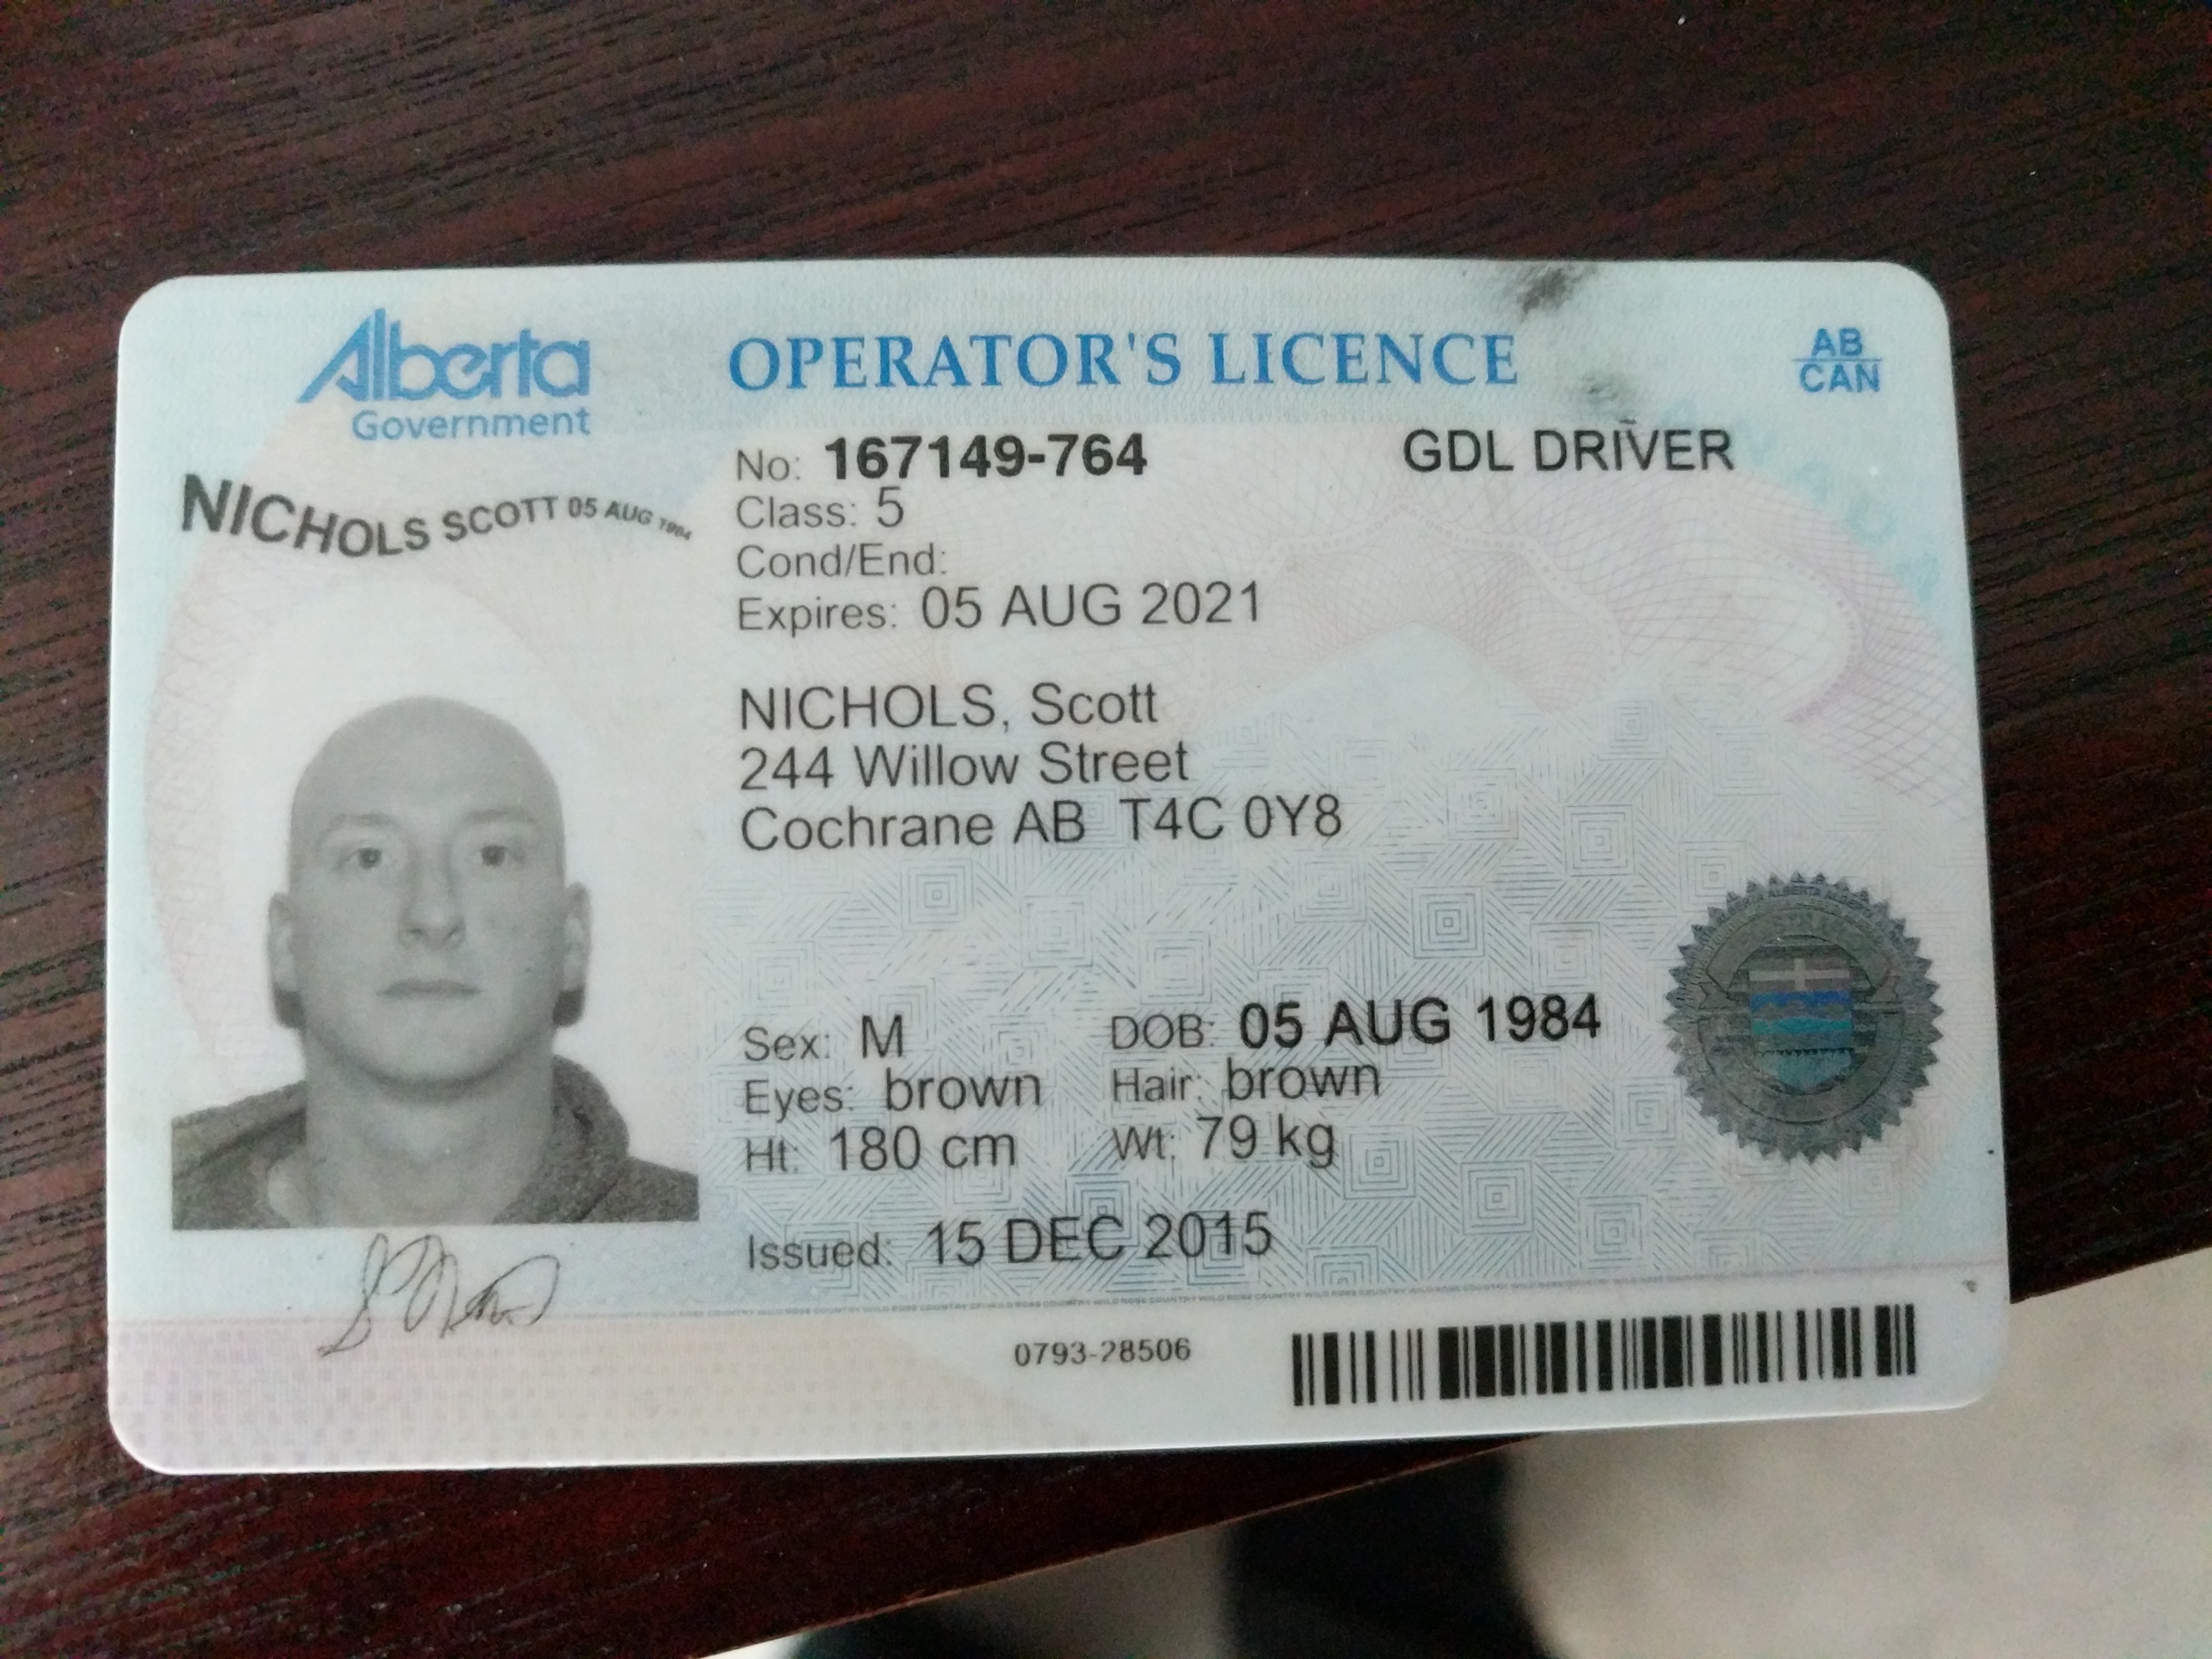 Alberta
Government
OPERATOR'S LICENCE
AB
CAN
NICHOLS SCOTT 05 AUG 1984
No: 167149-764
GDL DRIVER
Class: 5
Cond/End:
Expires: 05 AUG 2021
NICHOLS, Scott
244 Willow Street
Cochrane AB T4C 0Y8
Sex: M DOB: 05 AUG 1984
Eyes: brown Hair: brown
Ht: 180 cm Wt: 79 kg
Issued: 15 DEC 2015
0793-28506